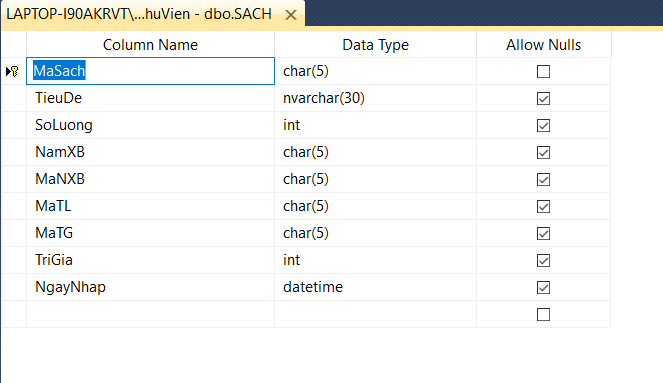 LAPTOP-I90AKRVT\...huVien - dbo.SACH
Column Name Data Type Allow Nulls
MaSach char(5)
TieuDe nvarchar(30)
SoLuong int
NamXB char(5)
MaNXB char(5)
MaTL char(5)
MaTG char(5)
TriGia int
NgayNhap datetime